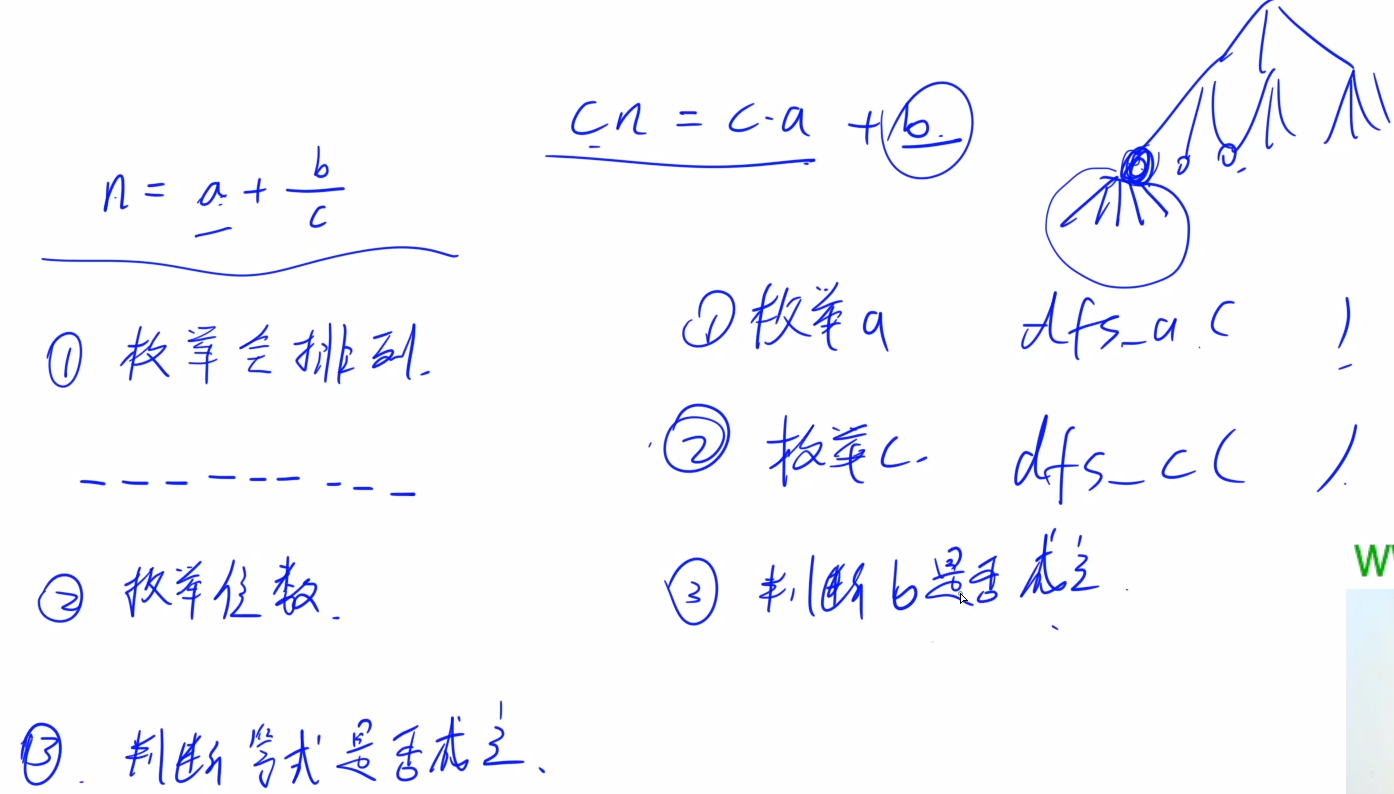 cn = c·a + b
n = a + b/c
① 枚举全排列.
② 枚举位数.
③. 判断等式是否成立、
① 枚举a dfs_a ( )
② 枚举c. dfs_c ( )
③ 判断b是否成立.